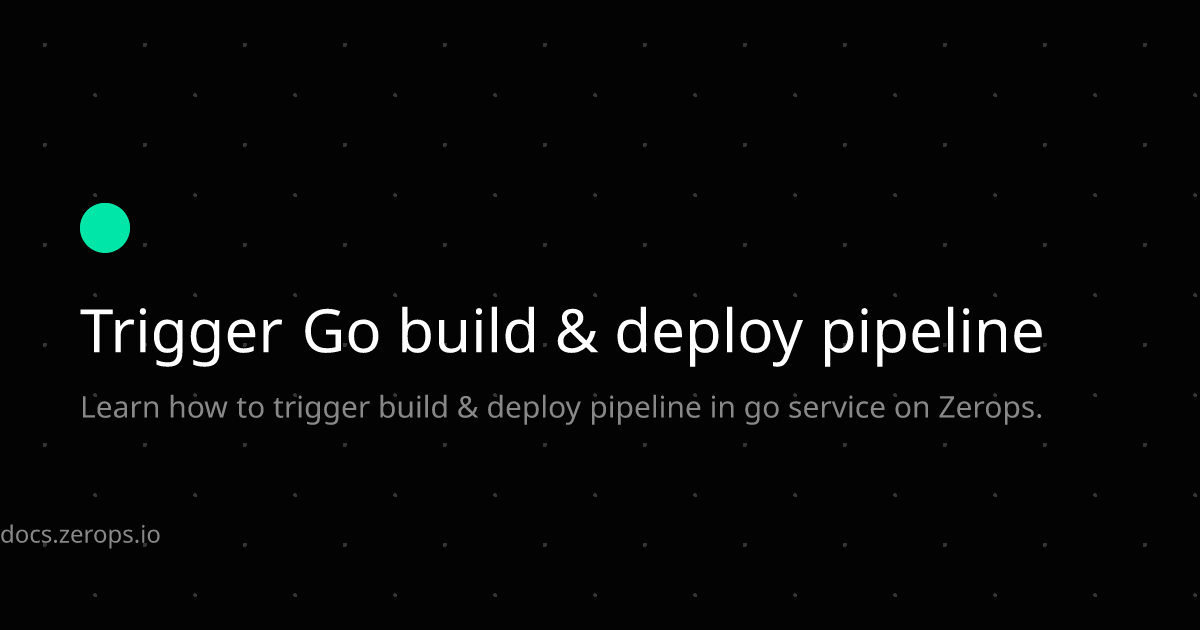 Trigger Go build & deploy pipeline
Learn how to trigger build & deploy pipeline in go service on Zerops.
docs.zerops.io